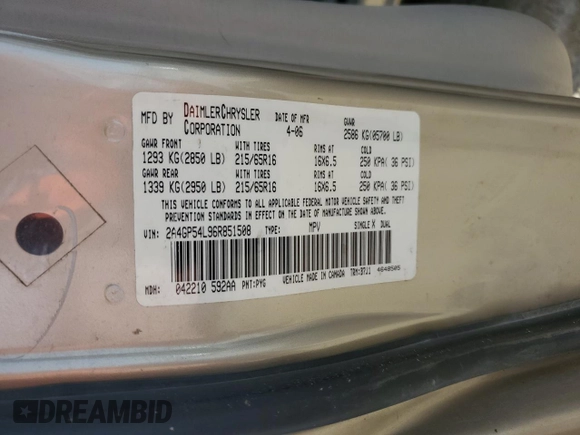 MFD BY DAIMLERCHRYSLER CORPORATION DATE OF MFR 4-06 GVWR 2586 KG(05700 LB)
GAWR FRONT WITH TIRES RIMS AT COLD
1293 KG(2850 LB) 215/65R16 16X6.5 250 KPA( 36 PSI)
GAWR REAR WITH TIRES RIMS AT COLD
1339 KG(2950 LB) 215/65R16 16X6.5 250 KPA( 36 PSI)
THIS VEHICLE CONFORMS TO ALL APPLICABLE FEDERAL MOTOR VEHICLE SAFETY AND THEFT
PREVENTION STANDARDS IN EFFECT ON THE DATE OF MANUFACTURE SHOWN ABOVE.
VIN: 2A4GP54L96R851508 TYPE: MPV SINGLE X DUAL
VEHICLE MADE IN CANADA TRM:B7J1 4648505
MDH: 042210 592AA PNT:PYG
DREAMBID